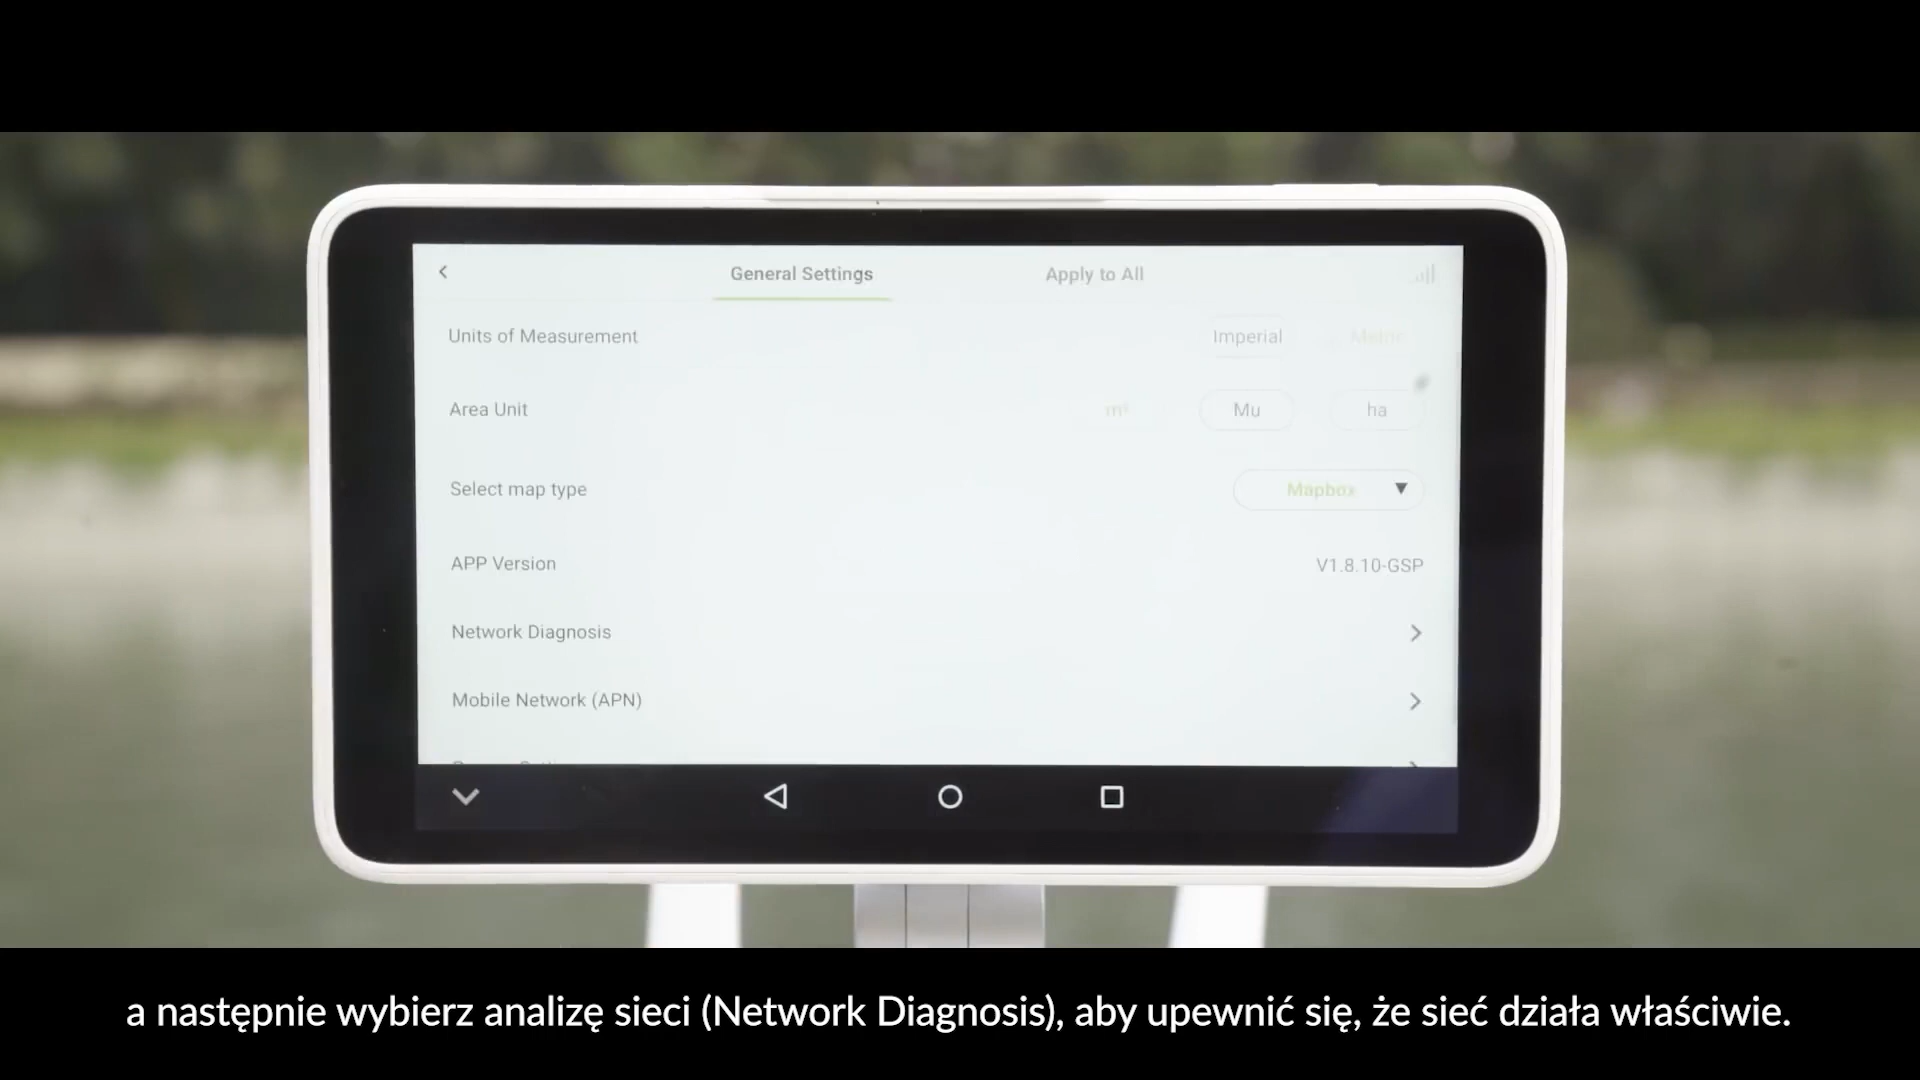 General Settings
Apply to All
Units of Measurement
Imperial
Metric
Area Unit
m²
Mu
ha
Select map type
Mapbox
APP Version
V1.8.10-GSP
Network Diagnosis
Mobile Network (APN)
a następnie wybierz analizę sieci (Network Diagnosis), aby upewnić się, że sieć działa właściwie.